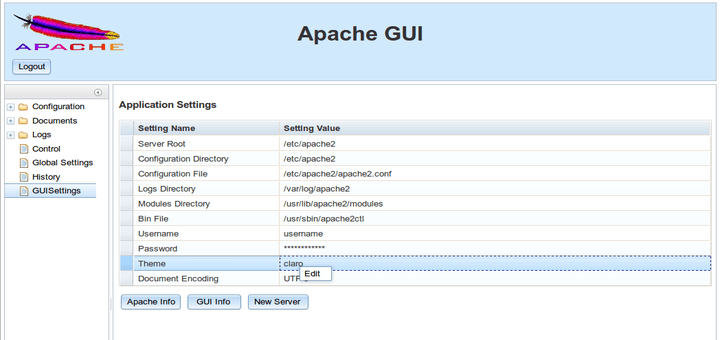 APACHE
Apache GUI
Logout
Configuration
Documents
Logs
Control
Global Settings
History
GUISettings
Application Settings
Setting Name Setting Value
Server Root /etc/apache2
Configuration Directory /etc/apache2
Configuration File /etc/apache2/apache2.conf
Logs Directory /var/log/apache2
Modules Directory /usr/lib/apache2/modules
Bin File /usr/sbin/apache2ctl
Username username
Password ************
Theme claro
Edit
Document Encoding
Apache Info GUI Info New Server